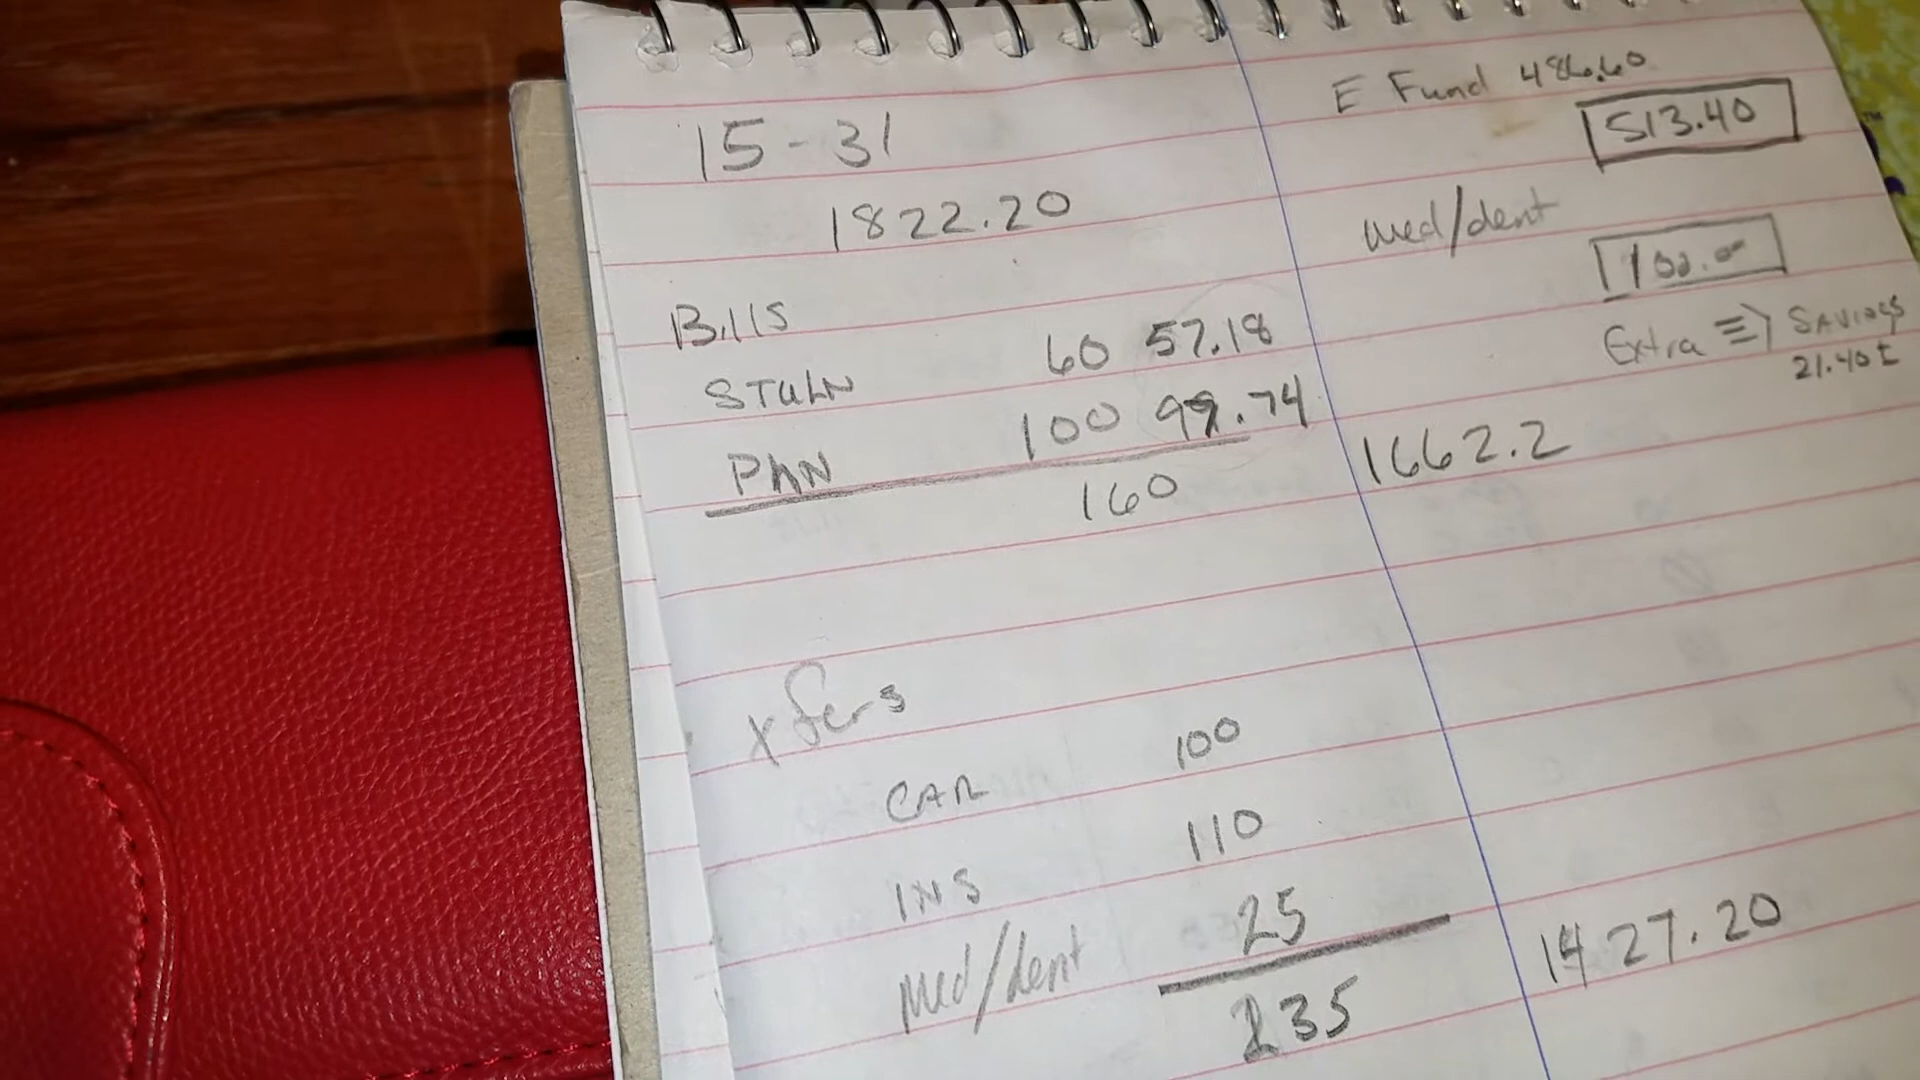 15-31
1822.20
Bills
STULN 60 57.18
PAN 100 99.74
160 1662.2
xfers
CAR 100
INS 110
med/dent 25
235 1427.20
E Fund 486.60
513.40
med/dent
Extra => SAVINGS
21.40
™